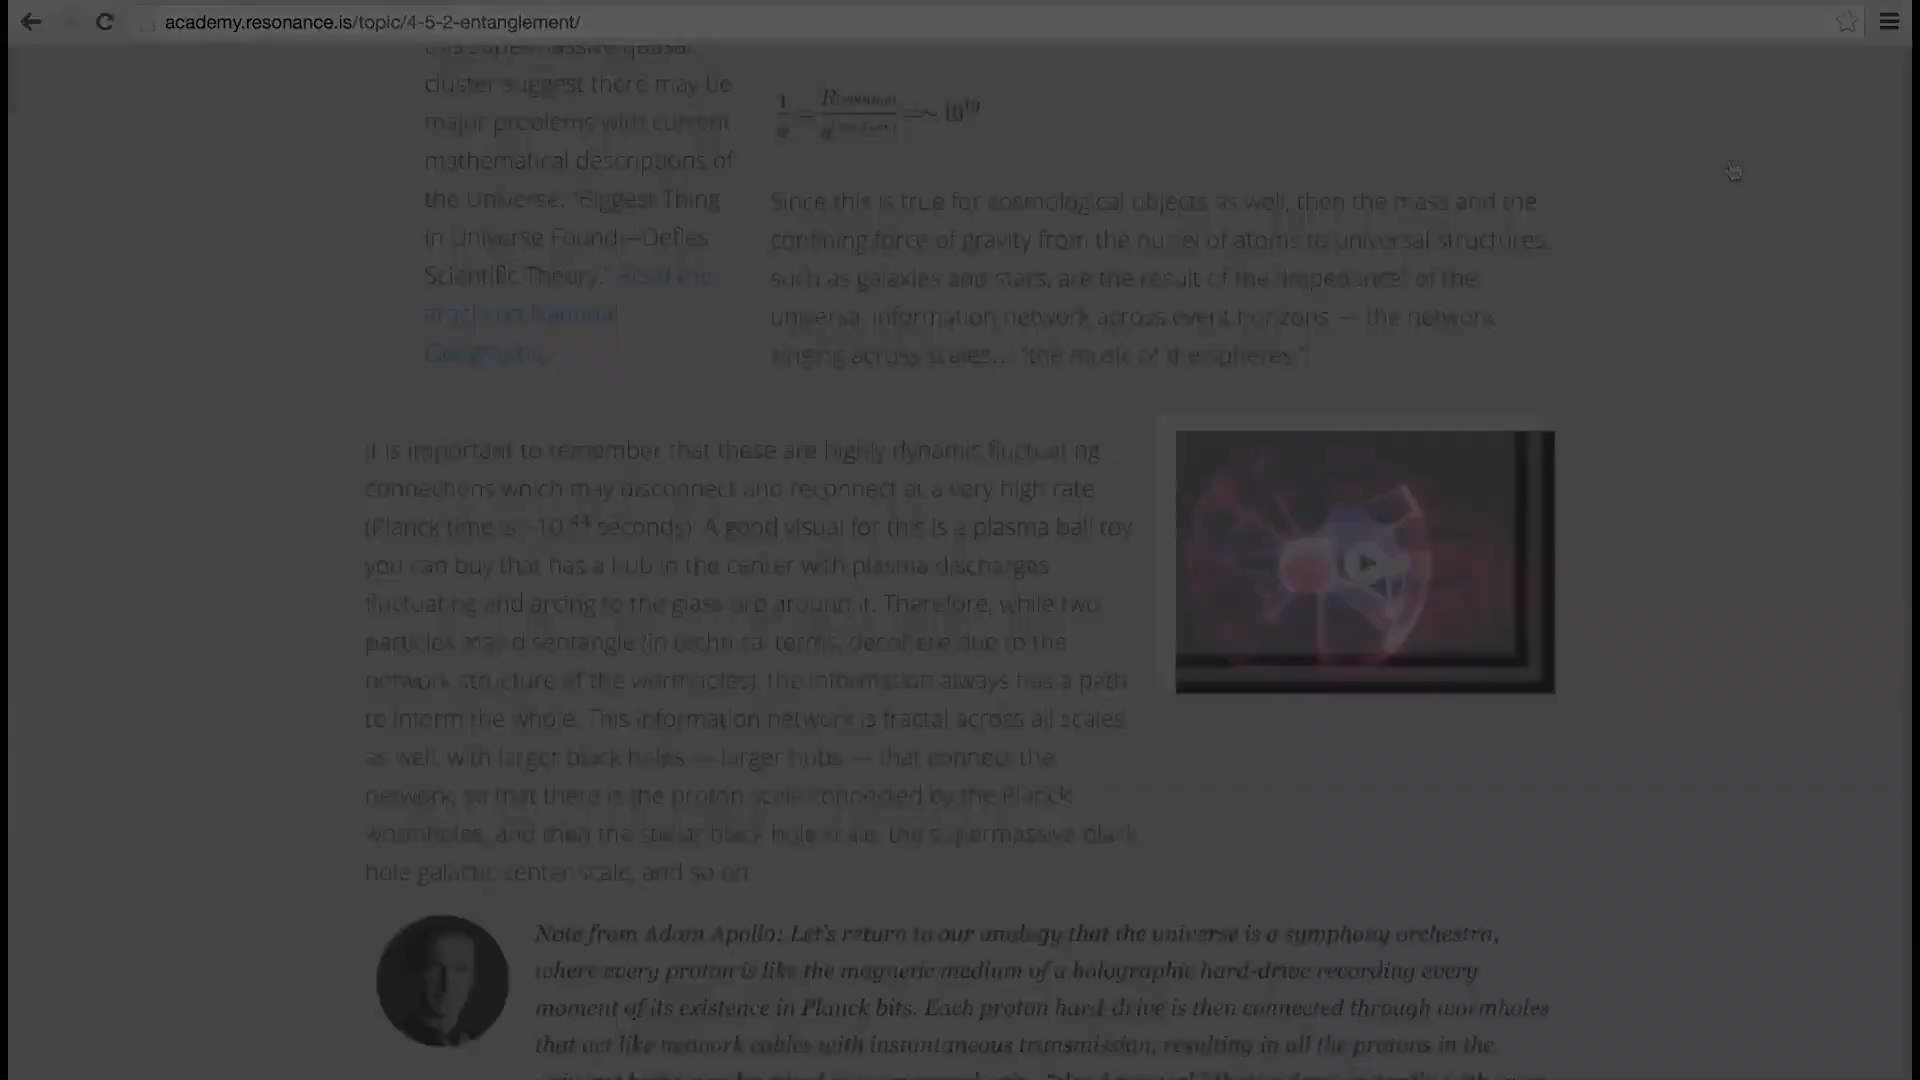 academy.resonance.is/topic/4-5-2-entanglement/
cluster suggest there may be
major problems with current
mathematical descriptions of
the Universe: "Biggest Thing
in Universe Found—Defies
Scientific Theory." Read the
article on National
Geographic.
Since this is true for cosmological objects as well, then the mass and the
confining force of gravity from the nuclei of atoms to universal structures,
such as galaxies and stars, are the result of the "impedance" of the
universal information network across event horizons — the network
singing across scales... "the music of the spheres."
It is important to remember that these are highly dynamic fluctuating
connections which may disconnect and reconnect at a very high rate
(Planck time is ~10⁻⁴⁴ seconds). A good visual for this is a plasma ball toy
you can buy that has a hub in the center with plasma discharges
fluctuating and arcing to the glass orb around it. Therefore, while two
particles may disentangle (in technical terms, decohere due to the
network structure of the wormholes), the information always has a path
to inform the whole. This information network is fractal across all scales
as well, with larger black holes — larger hubs — that connect the
network, so that there is the proton scale connected by the Planck
wormholes, and then the stellar black hole scale, the supermassive black
hole galactic center scale, and so on.
Note from Adam Apollo: Let's return to our analogy that the universe is a symphony orchestra,
where every proton is like the magnetic medium of a holographic hard-drive recording every
moment of its existence in Planck bits. Each proton hard drive is then connected through wormholes
that act like network cables with instantaneous transmission, resulting in all the protons in the